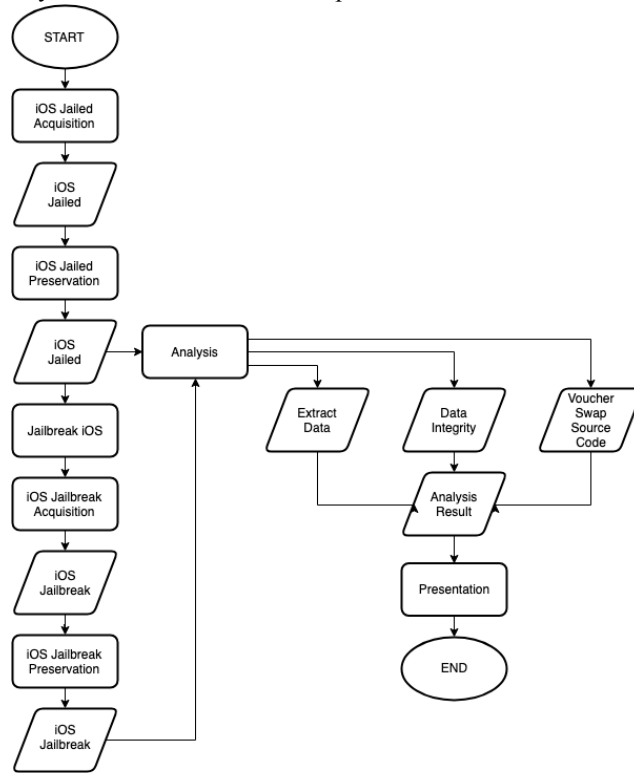 START
iOS Jailed
Acquisition
iOS
Jailed
iOS Jailed
Preservation
iOS
Jailed
Analysis
Jailbreak iOS
iOS Jailbreak
Acquisition
iOS
Jailbreak
iOS Jailbreak
Preservation
iOS
Jailbreak
Extract
Data
Data
Integrity
Voucher
Swap
Source
Code
Analysis
Result
Presentation
END